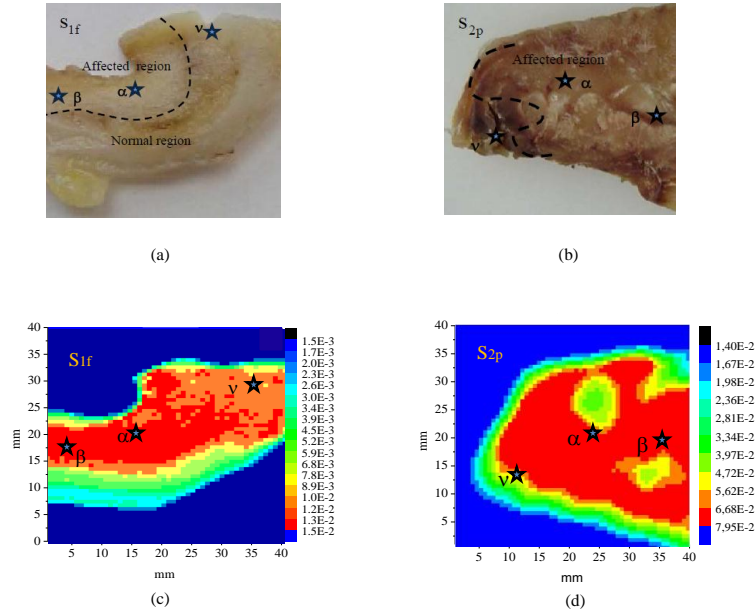 S1f
ν
Affected region
α
β
Normal region
(a)
S2p
Affected region
α
β
ν
(b)
40
35
30
25
20
15
10
5
0
mm
S1f
ν
α
β
10
20
30
40
mm
1.5E-3
1.7E-3
2.0E-3
2.3E-3
2.6E-3
3.0E-3
3.4E-3
3.9E-3
4.5E-3
5.2E-3
5.9E-3
6.8E-3
7.8E-3
8.9E-3
1.0E-2
1.2E-2
1.3E-2
1.5E-2
(c)
40
35
30
25
20
15
10
5
mm
S2p
α
β
ν
5
10
15
20
25
30
35
40
mm
1.40E-2
1.67E-2
1.98E-2
2.36E-2
2,81E-2
3.34E-2
3.97E-2
4.72E-2
5.62E-2
6.68E-2
7.95E-2
(d)